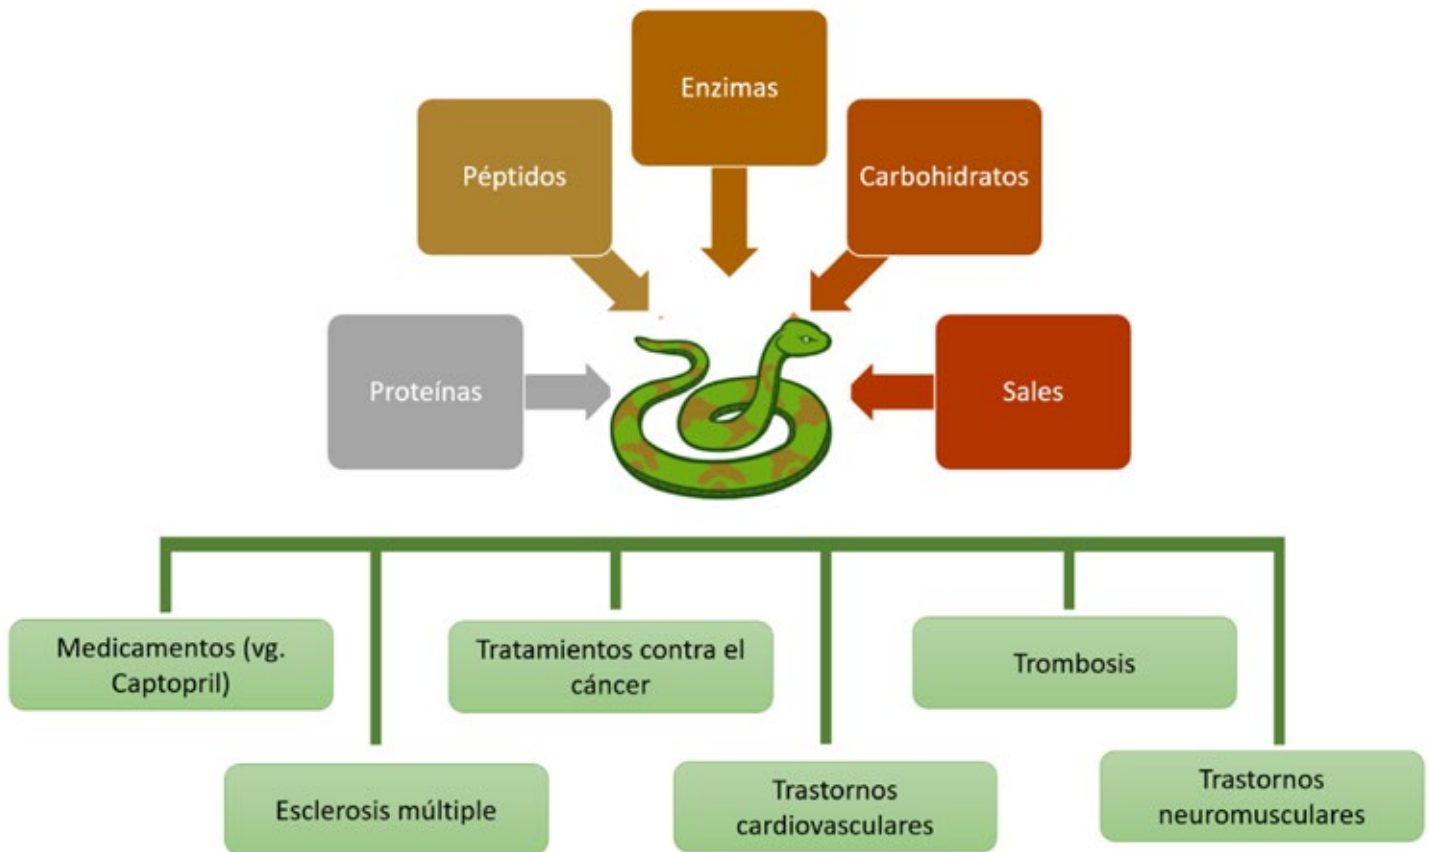 Enzimas
Péptidos
Carbohidratos
Proteínas
Sales
Medicamentos (vg.
Captopril)
Tratamientos contra el
cáncer
Trombosis
Esclerosis múltiple
Trastornos
cardiovasculares
Trastornos
neuromusculares